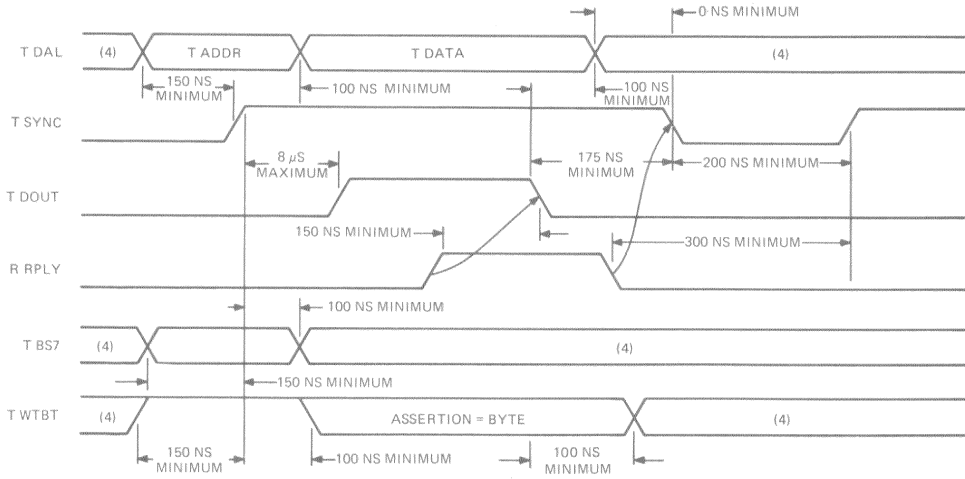 0 NS MINIMUM
T DAL (4) T ADDR T DATA (4)
150 NS
MINIMUM
100 NS MINIMUM
100 NS
MINIMUM
T SYNC
8 µS
MAXIMUM
175 NS
MINIMUM
200 NS MINIMUM
T DOUT
150 NS MINIMUM
300 NS MINIMUM
R RPLY
100 NS MINIMUM
T BS7 (4) (4)
150 NS MINIMUM
T WTBT (4) ASSERTION = BYTE (4)
150 NS
MINIMUM
100 NS MINIMUM
100 NS
MINIMUM